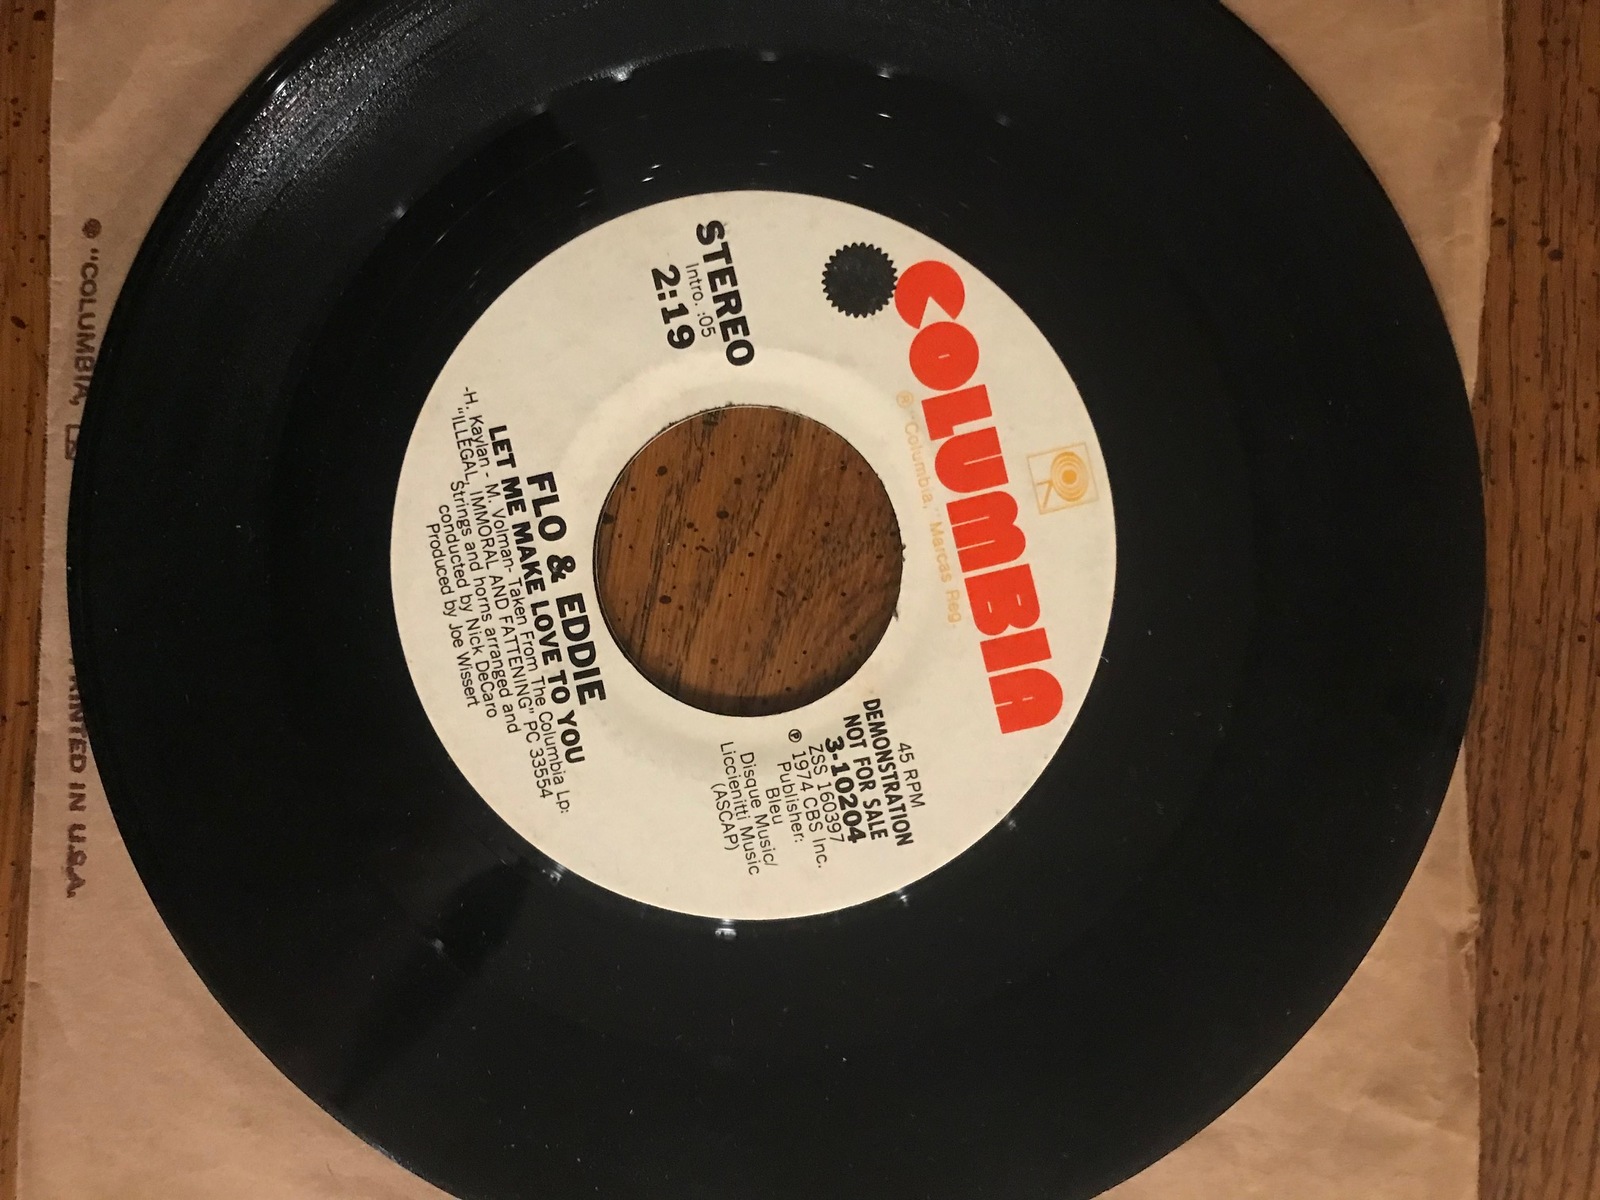 COLUMBIA
® "Columbia," Marcas Reg.
STEREO
Intro. :05
2:19
45 RPM
DEMONSTRATION
NOT FOR SALE
3-10204
ZSS 160397
℗ 1974 CBS Inc.
Publisher:
Bleu
Disque Music/
Liccienitti Music
(ASCAP)
FLO & EDDIE
LET ME MAKE LOVE TO YOU
-H. Kaylan - M. Volman- Taken From The Columbia Lp:
"ILLEGAL, IMMORAL AND FATTENING" PC 33554
Strings and horns arranged and
conducted by Nick DeCaro
Produced by Joe Wissert
® "COLUMBIA,
PRINTED IN U.S.A.